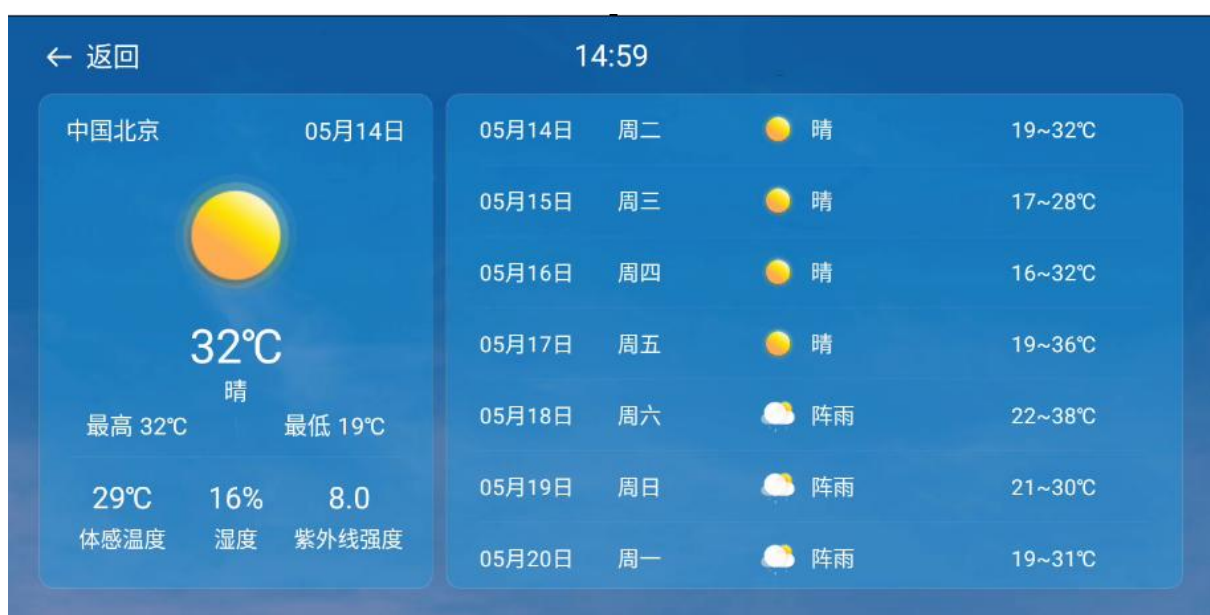 ← 返回
14:59
中国北京 05月14日
32℃
晴
最高 32℃ 最低 19℃
29℃ 16% 8.0
体感温度 湿度 紫外线强度
05月14日 周二 晴 19~32℃
05月15日 周三 晴 17~28℃
05月16日 周四 晴 16~32℃
05月17日 周五 晴 19~36℃
05月18日 周六 阵雨 22~38℃
05月19日 周日 阵雨 21~30℃
05月20日 周一 阵雨 19~31℃